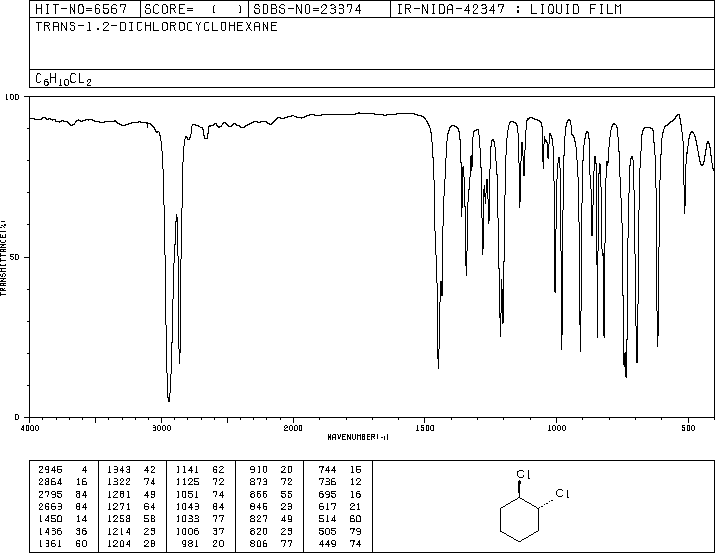 HIT-NO=6567 SCORE= ( ) SDBS-NO=23374 IR-NIDA-42347 : LIQUID FILM
TRANS-1,2-DICHLOROCYCLOHEXANE
C6H10CL2
100
50
0
TRANSMITTANCE(%)
4000 3000 2000 1500 1000 500
WAVENUMBER(-1)
2945 4 1343 42 1141 62 910 20 744 15
2864 16 1322 74 1125 72 873 72 736 12
2795 84 1281 49 1051 74 866 55 695 16
2663 84 1271 64 1043 84 846 23 617 21
1450 14 1258 58 1033 77 827 49 514 60
1436 36 1214 25 1006 37 820 23 505 79
1361 60 1204 28 981 20 806 77 449 74
Cl
Cl